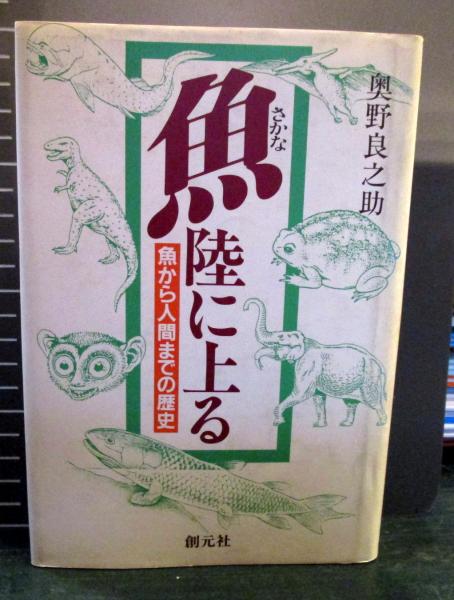 奥野良之助
魚陸に上る
さかな
魚から人間までの歴史
創元社